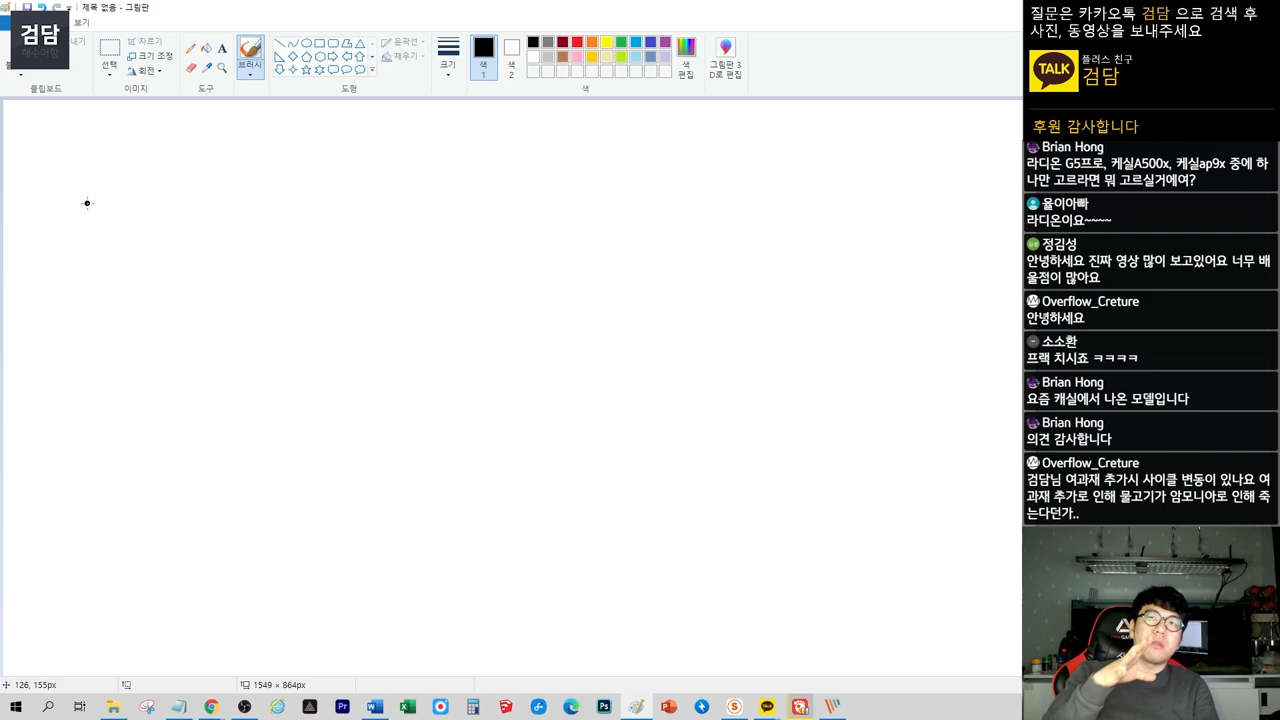 제목 없음 - 그림판
보기
검담
해수어항
내기
선택
자르기
크기 조정
회전
A
브러시
윤곽선
채우기
크기
색
1
색
2
색
편집
그림판 3
D로 편집
클립보드
이미지
도구
도형
색
126, 155px
1549 × 864px
질문은 카카오톡 검담 으로 검색 후
사진, 동영상을 보내주세요
TALK
플러스 친구
검담
후원 감사합니다
Brian Hong
라디온 G5프로, 케실A500x, 케실ap9x 중에 하
나만 고르라면 뭐 고르실거에여?
율이아빠
라디온이요~~~~
정김성
안녕하세요 진짜 영상 많이 보고있어요 너무 배
울점이 많아요
Overflow_Creture
안녕하세요
소소환
프랙 치시죠 ㅋㅋㅋㅋ
Brian Hong
요즘 캐실에서 나온 모델입니다
Brian Hong
의견 감사합니다
Overflow_Creture
검담님 여과재 추가시 사이클 변동이 있나요 여
과재 추가로 인해 물고기가 암모니아로 인해 죽
는다던가..